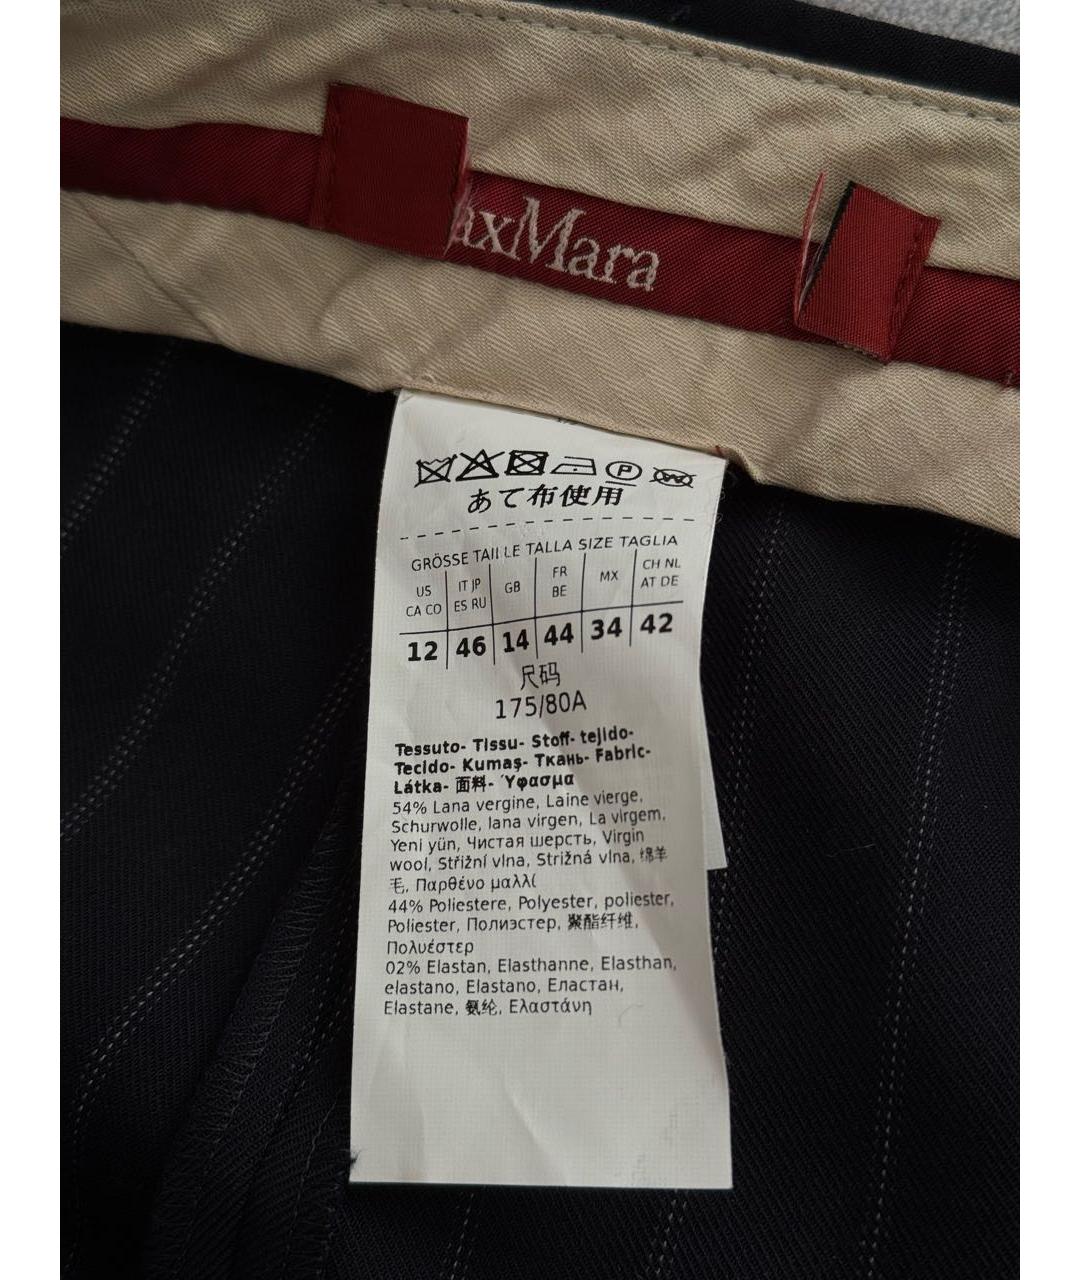 axMara
あて布使用
GRÖSSE TAILLE TALLA SIZE TAGLIA
US CA CO IT JP ES RU GB FR BE MX CH NL AT DE
12 46 14 44 34 42
尺码
175/80A
Tessuto- Tissu- Stoff- tejido-
Tecido- Kumaş- Ткань- Fabric-
Látka- 面料- Ύφασμα
54% Lana vergine, Laine vierge,
Schurwolle, lana virgen, La virgem,
Yeni yün, Чистая шерсть, Virgin
wool, Střižní vlna, Strižná vlna, 绵羊
毛, Παρθένο μαλλί
44% Poliestere, Polyester, poliester,
Poliester, Полиэстер, 聚酯纤维,
Πολυέστερ
02% Elastan, Elasthanne, Elasthan,
elastano, Elastano, Еластан,
Elastane, 氨纶, Ελαστάνη